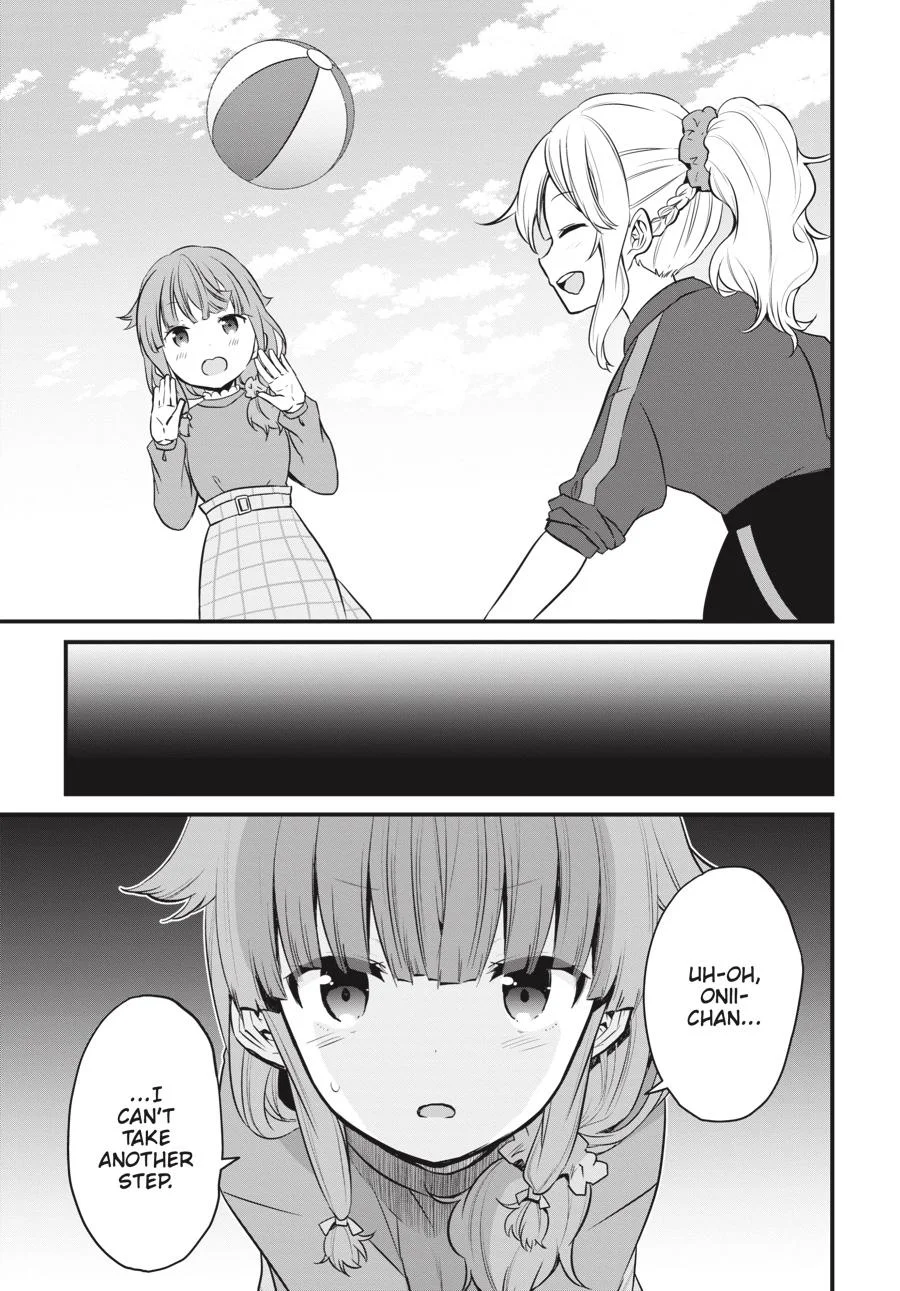 UH-OH,
ONII-
CHAN...
...I
CAN'T
TAKE
ANOTHER
STEP.